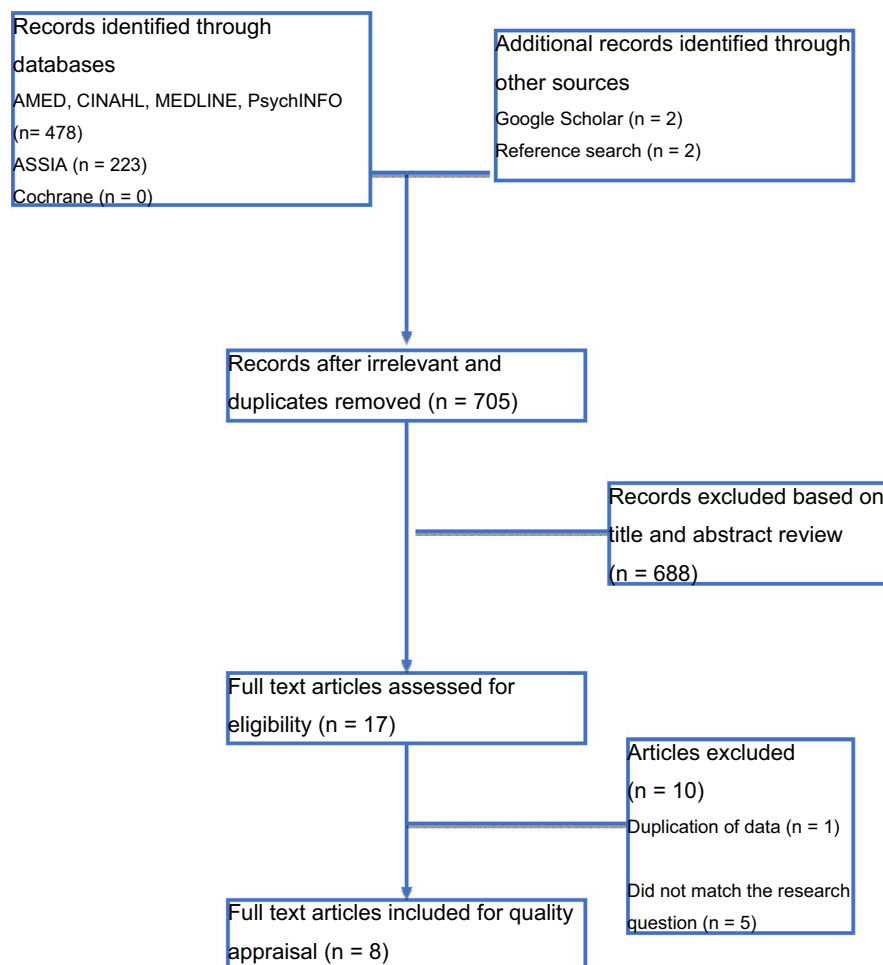 Records identified through
databases
AMED, CINAHL, MEDLINE, PsychINFO
(n= 478)
ASSIA (n = 223)
Cochrane (n = 0)
Additional records identified through
other sources
Google Scholar (n = 2)
Reference search (n = 2)
Records after irrelevant and
duplicates removed (n = 705)
Records excluded based on
title and abstract review
(n = 688)
Full text articles assessed for
eligibility (n = 17)
Articles excluded
(n = 10)
Duplication of data (n = 1)
Did not match the research
question (n = 5)
Full text articles included for quality
appraisal (n = 8)